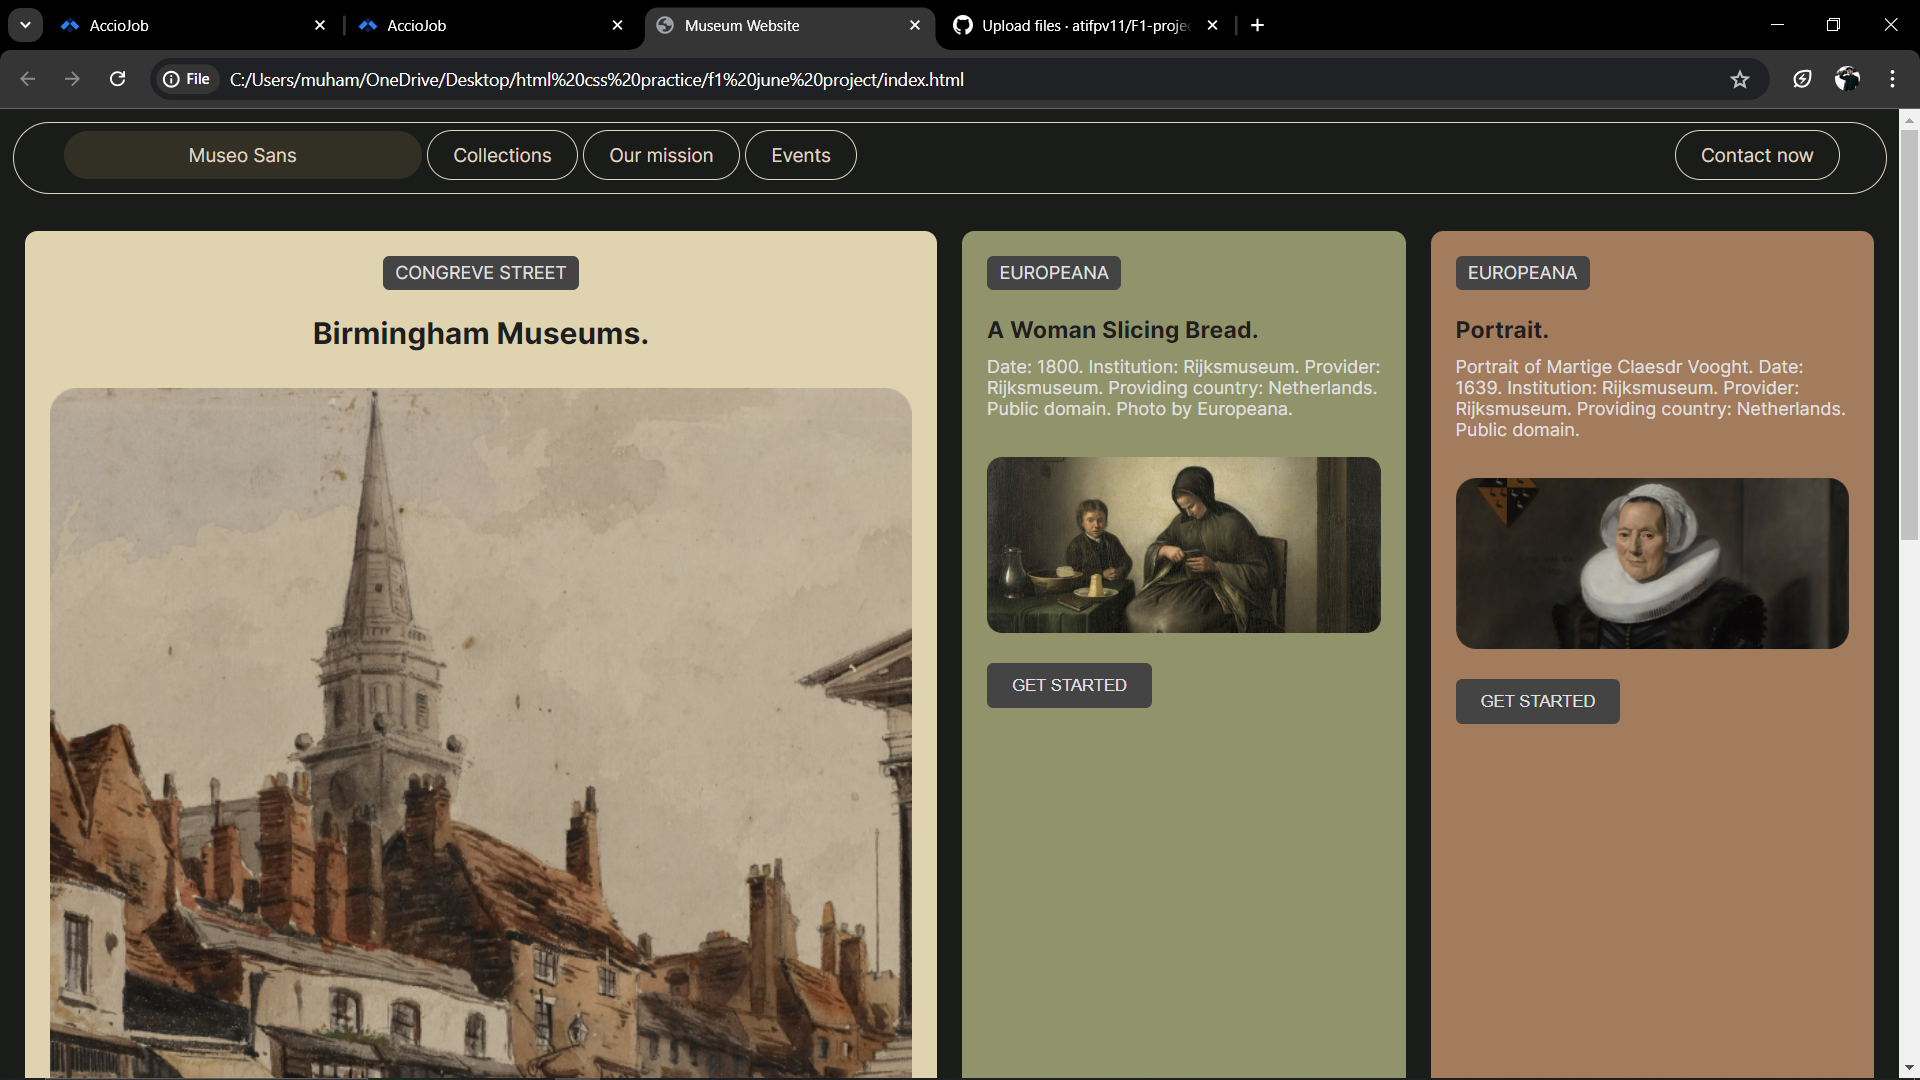 AccioJob
AccioJob
Museum Website
Upload files · atifpv11/F1-proje
File
C:/Users/muham/OneDrive/Desktop/html%20css%20practice/f1%20june%20project/index.html
Museo Sans
Collections
Our mission
Events
Contact now
CONGREVE STREET
Birmingham Museums.
EUROPEANA
A Woman Slicing Bread.
Date: 1800. Institution: Rijksmuseum. Provider:
Rijksmuseum. Providing country: Netherlands.
Public domain. Photo by Europeana.
GET STARTED
EUROPEANA
Portrait.
Portrait of Martige Claesdr Vooght. Date:
1639. Institution: Rijksmuseum. Provider:
Rijksmuseum. Providing country: Netherlands.
Public domain.
GET STARTED